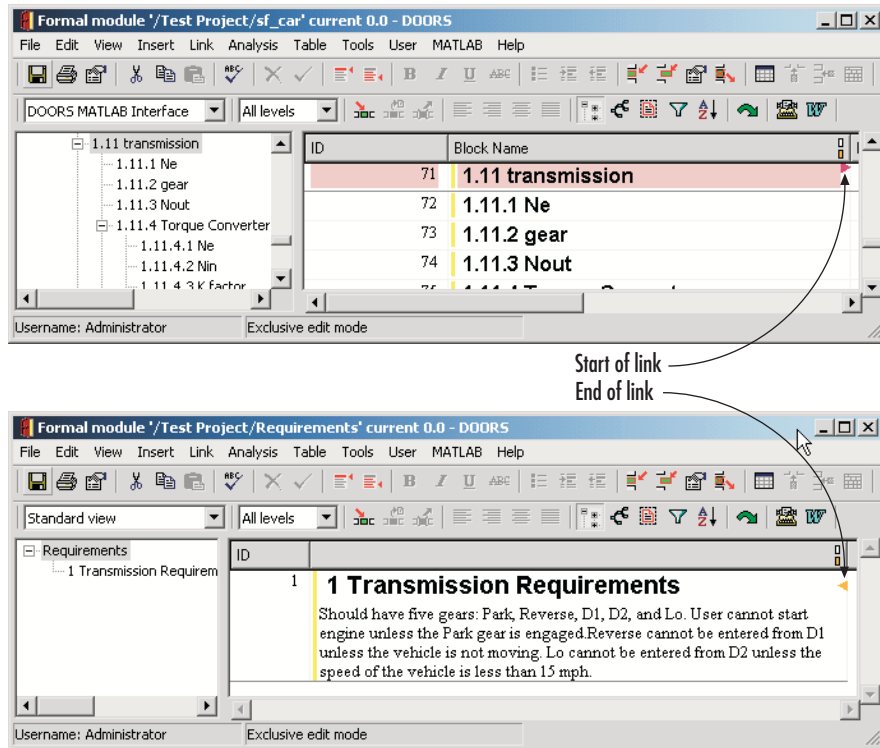 Formal module '/Test Project/sf_car' current 0.0 - DOORS
File Edit View Insert Link Analysis Table Tools User MATLAB Help
ABC B I U ABC
DOORS MATLAB Interface All levels W
1.11 transmission
1.11.1 Ne
1.11.2 gear
1.11.3 Nout
1.11.4 Torque Converter
1.11.4.1 Ne
1.11.4.2 Nin
1.11.4.3 K factor
ID Block Name
71 1.11 transmission
72 1.11.1 Ne
73 1.11.2 gear
74 1.11.3 Nout
Username: Administrator Exclusive edit mode
Start of link
End of link
Formal module '/Test Project/Requirements' current 0.0 - DOORS
File Edit View Insert Link Analysis Table Tools User MATLAB Help
ABC B I U ABC
Standard view All levels W
Requirements
1 Transmission Requirem
ID
1 1 Transmission Requirements
Should have five gears: Park, Reverse, D1, D2, and Lo. User cannot start
engine unless the Park gear is engaged.Reverse cannot be entered from D1
unless the vehicle is not moving. Lo cannot be entered from D2 unless the
speed of the vehicle is less than 15 mph.
Username: Administrator Exclusive edit mode